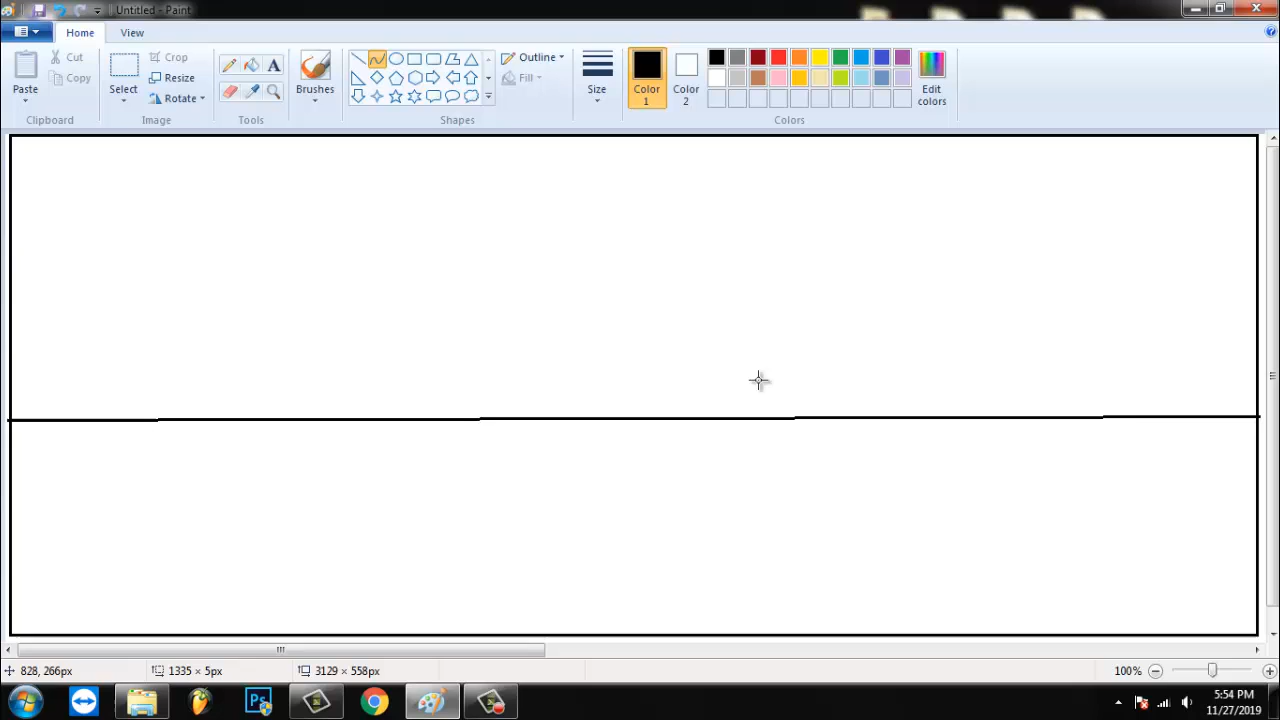 Untitled - Paint
Home View
Paste
Cut
Copy
Clipboard
Select
Crop
Resize
Rotate
Image
A
Tools
Brushes
Outline
Fill
Shapes
Size
Color
1
Color
2
Edit
colors
Colors
828, 266px
1335 × 5px
3129 × 558px
100%
Ps
5:54 PM
11/27/2019